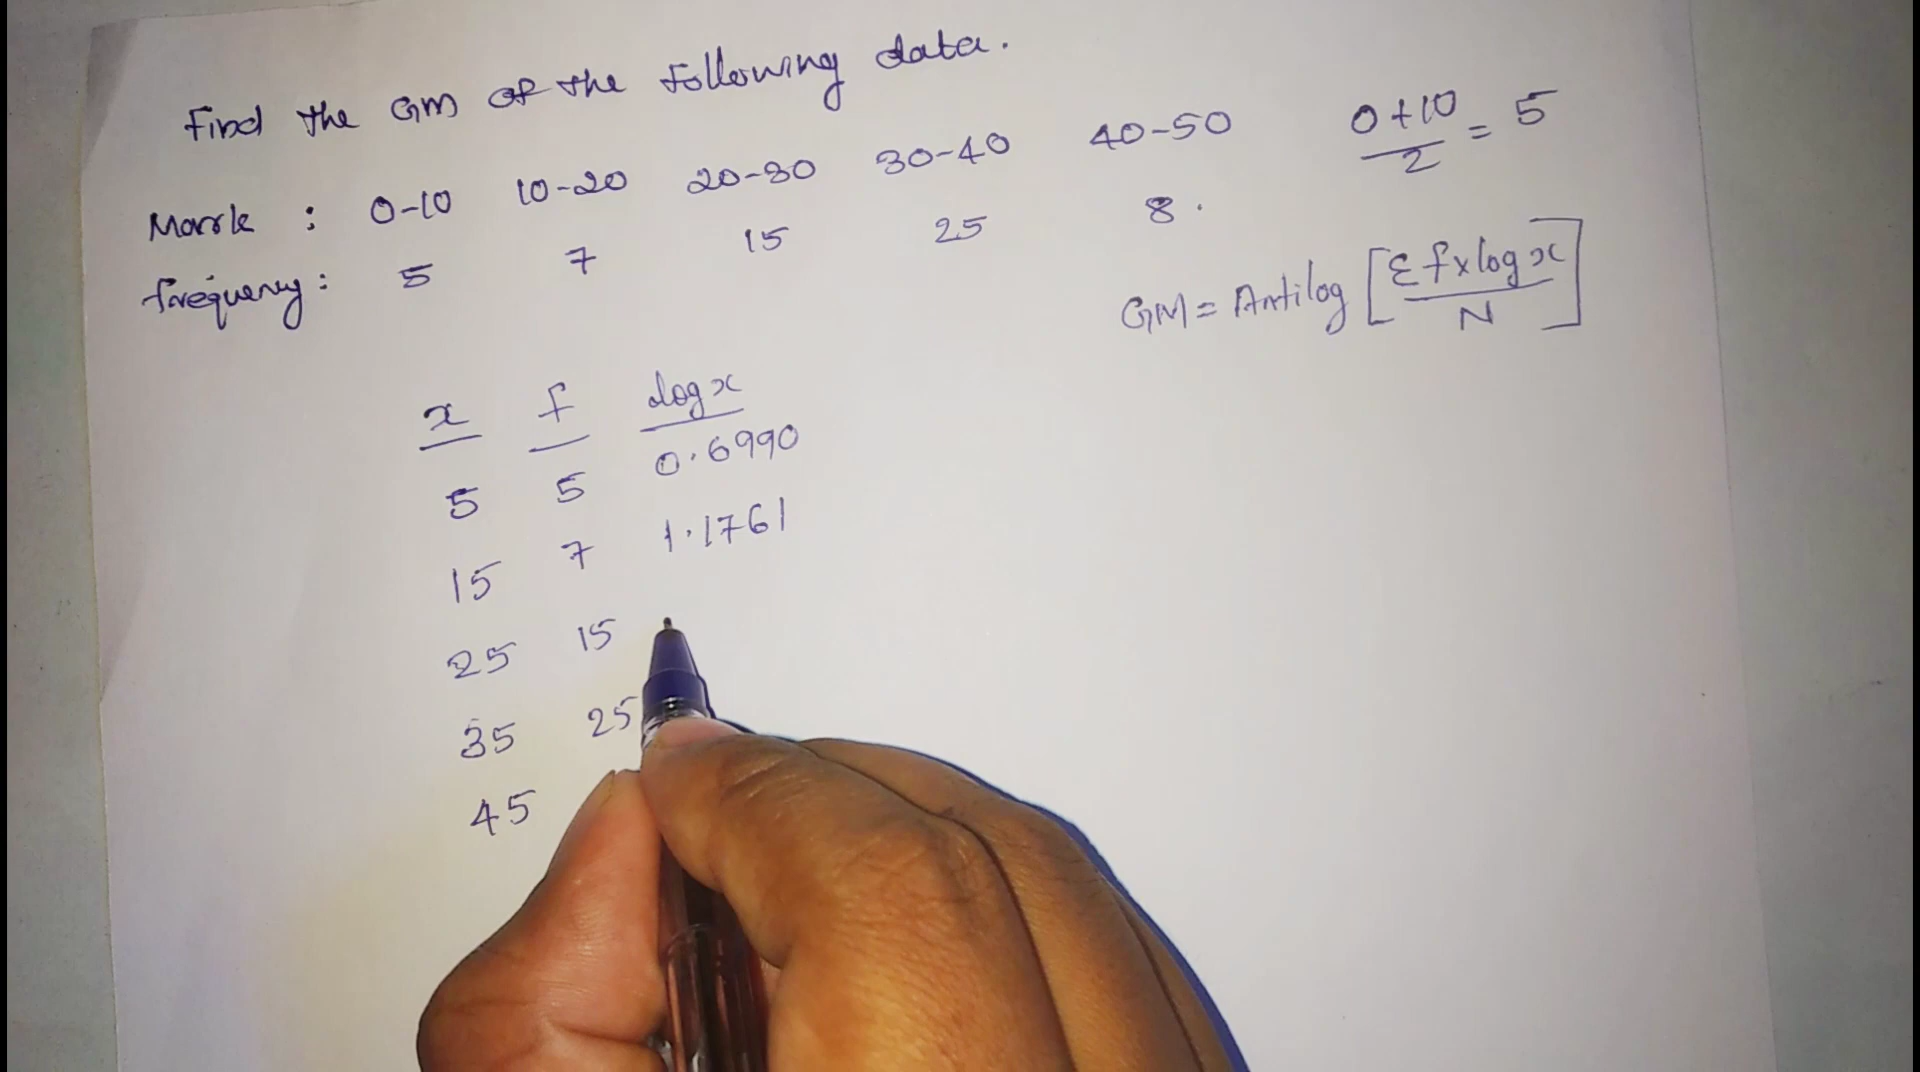 Find the GM of the following data.
Mark : 0-10 10-20 20-30 30-40 40-50
frequency : 5 7 15 25 8.
0+10/2 = 5
GM = Antilog [Σf×log x/N]
x f log x
5 5 0.6990
15 7 1.1761
25 15
35 25
45